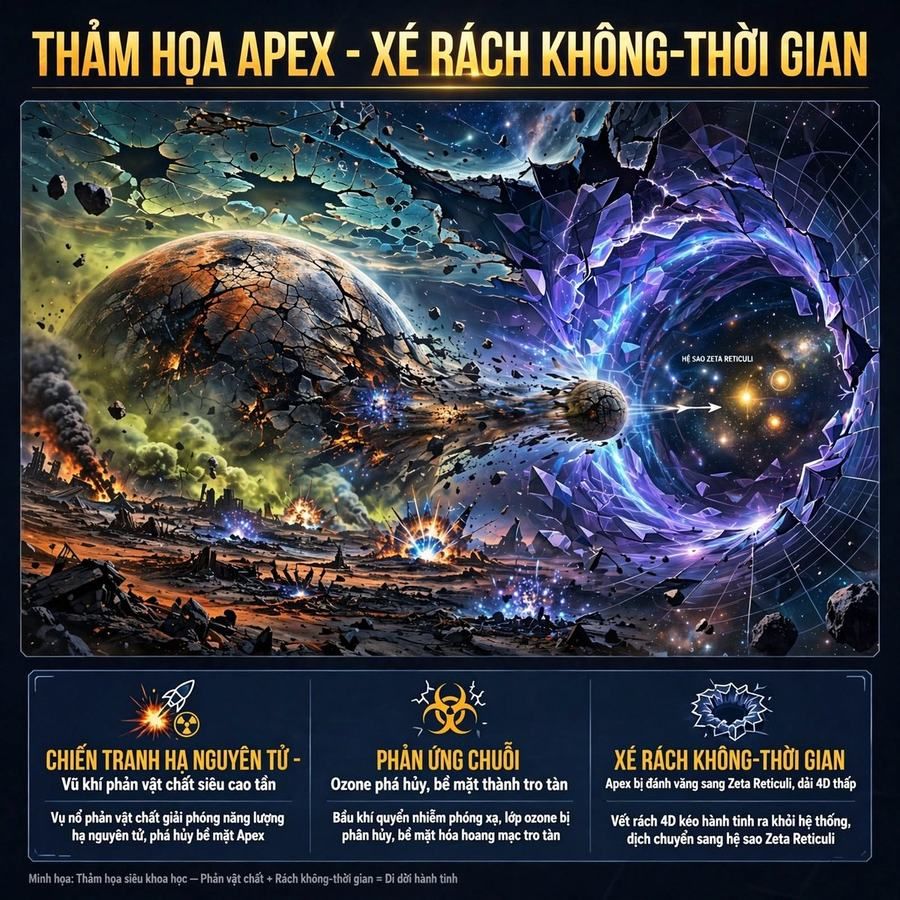 THẢM HỌA APEX - XÉ RÁCH KHÔNG-THỜI GIAN
HỆ SAO ZETA RETICULI
CHIẾN TRANH HẠ NGUYÊN TỬ -
Vũ khí phản vật chất siêu cao tần
Vụ nổ phản vật chất giải phóng năng lượng
hạ nguyên tử, phá hủy bề mặt Apex
PHẢN ỨNG CHUỖI
Ozone phá hủy, bề mặt thành tro tàn
Bầu khí quyển nhiễm phóng xạ, lớp ozone bị
phân hủy, bề mặt hóa hoang mạc tro tàn
XÉ RÁCH KHÔNG-THỜI GIAN
Apex bị đánh văng sang Zeta Reticuli, dải 4D thấp
Vết rách 4D kéo hành tinh ra khỏi hệ thống,
dịch chuyển sang hệ sao Zeta Reticuli
Minh họa: Thảm họa siêu khoa học — Phản vật chất + Rách không-thời gian = Di dời hành tinh